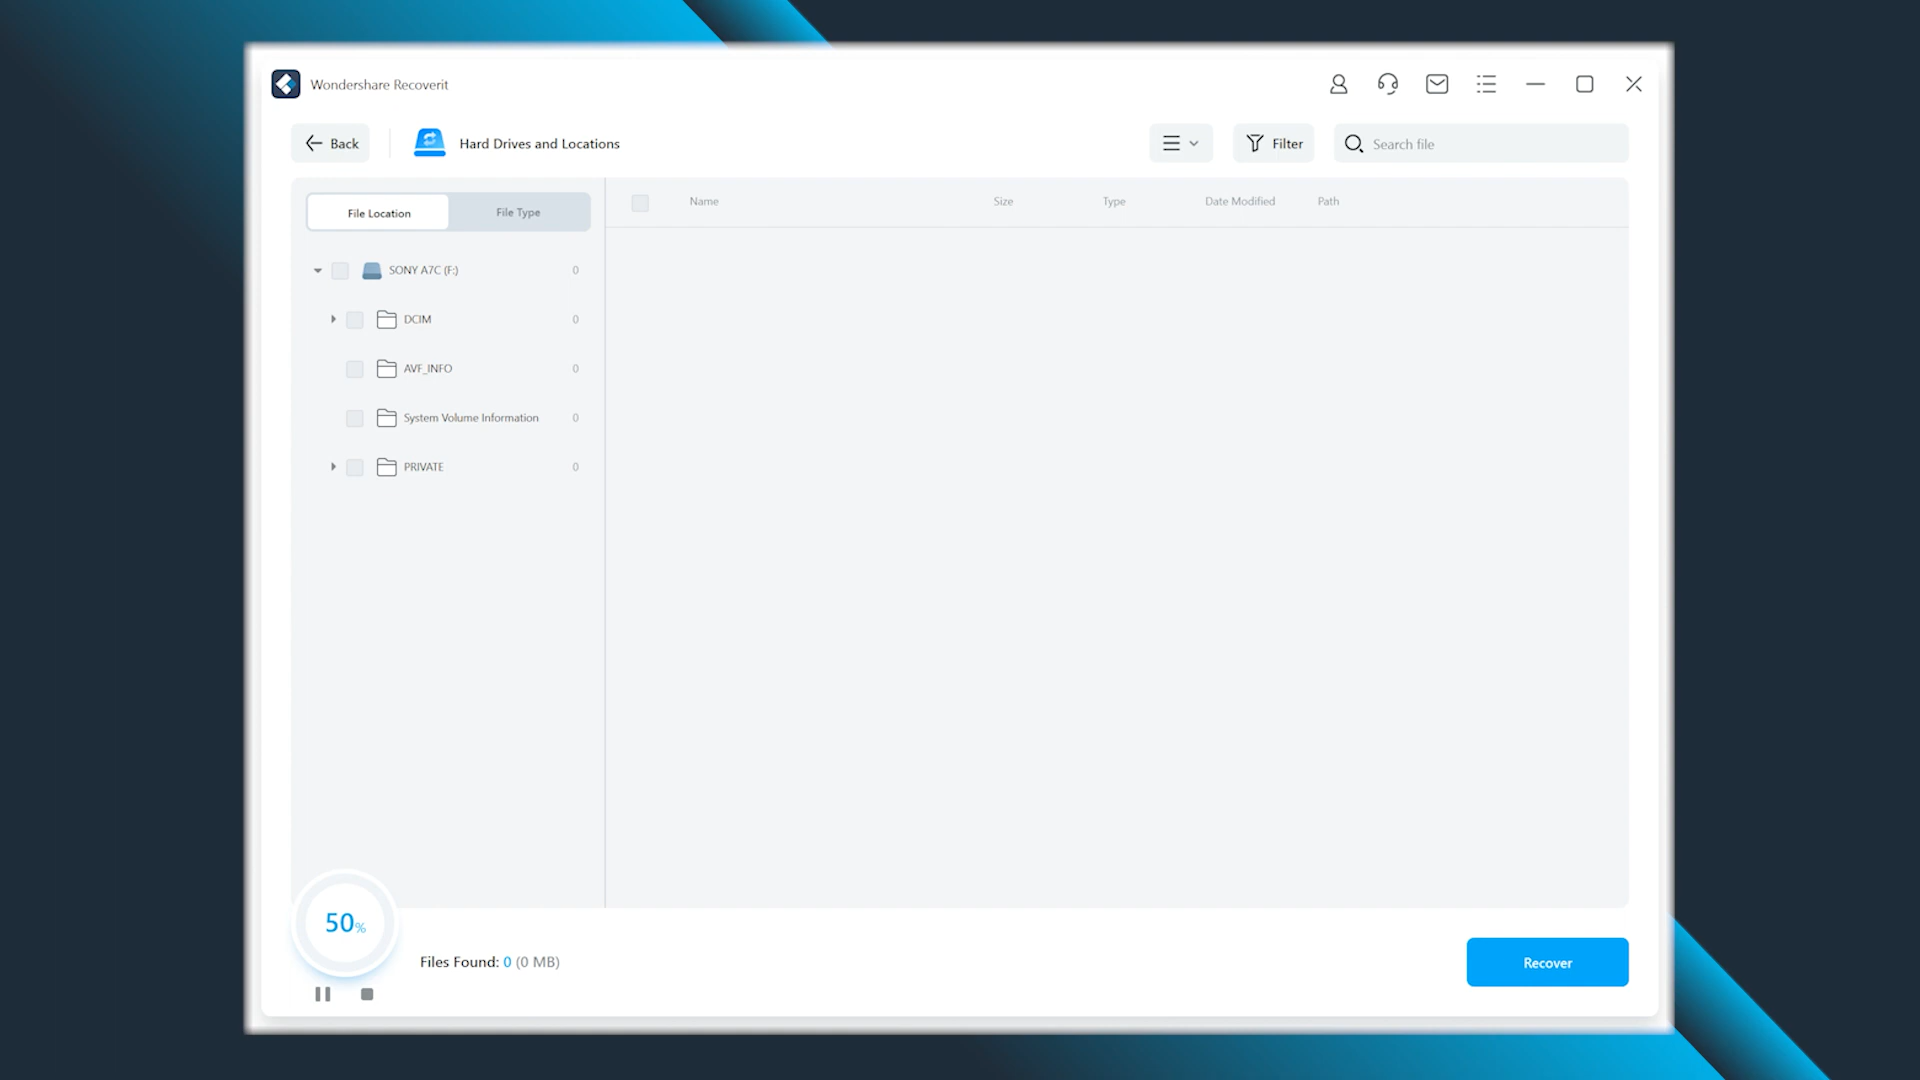 Wondershare Recoverit
Back
Hard Drives and Locations
Filter
Search file
File Location
File Type
Name
Size
Type
Date Modified
Path
SONY A7C (F:)
0
DCIM
0
AVF_INFO
0
System Volume Information
0
PRIVATE
0
50%
Files Found: 0 (0 MB)
Recover